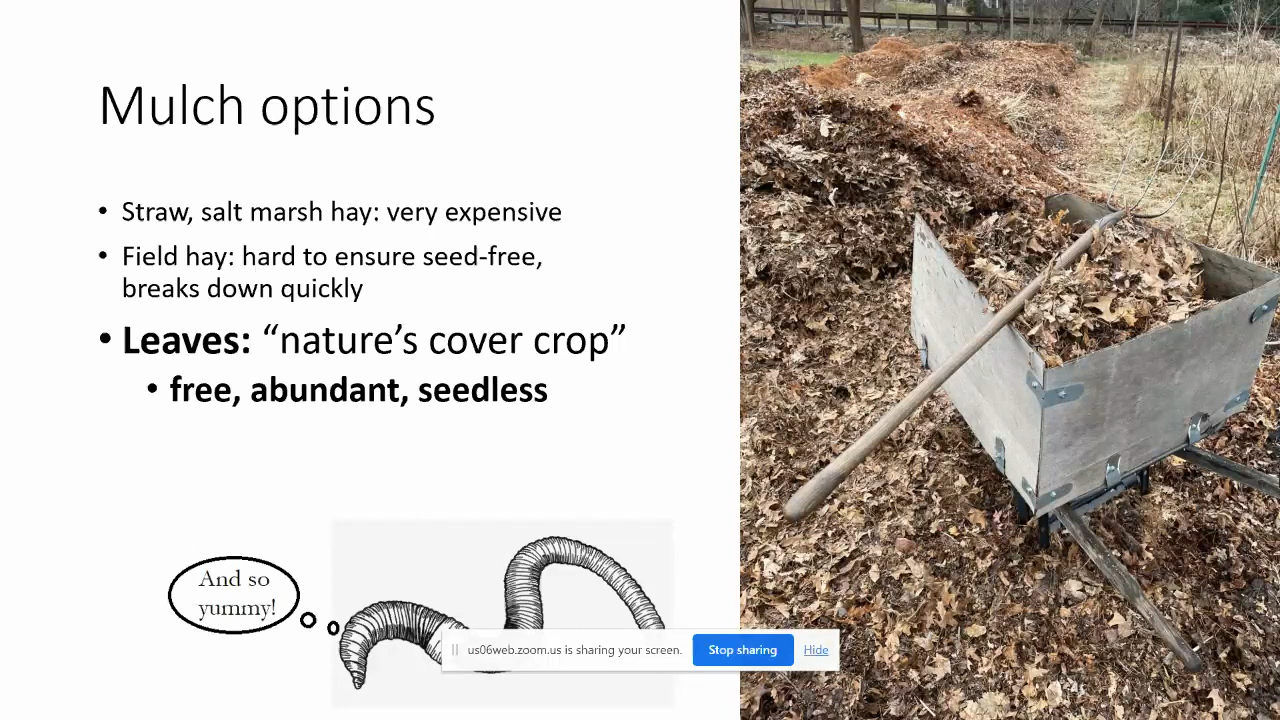 Mulch options
• Straw, salt marsh hay: very expensive
• Field hay: hard to ensure seed-free,
breaks down quickly
• Leaves: “nature’s cover crop”
• free, abundant, seedless
And so
yummy!
us06web.zoom.us is sharing your screen.
Stop sharing
Hide